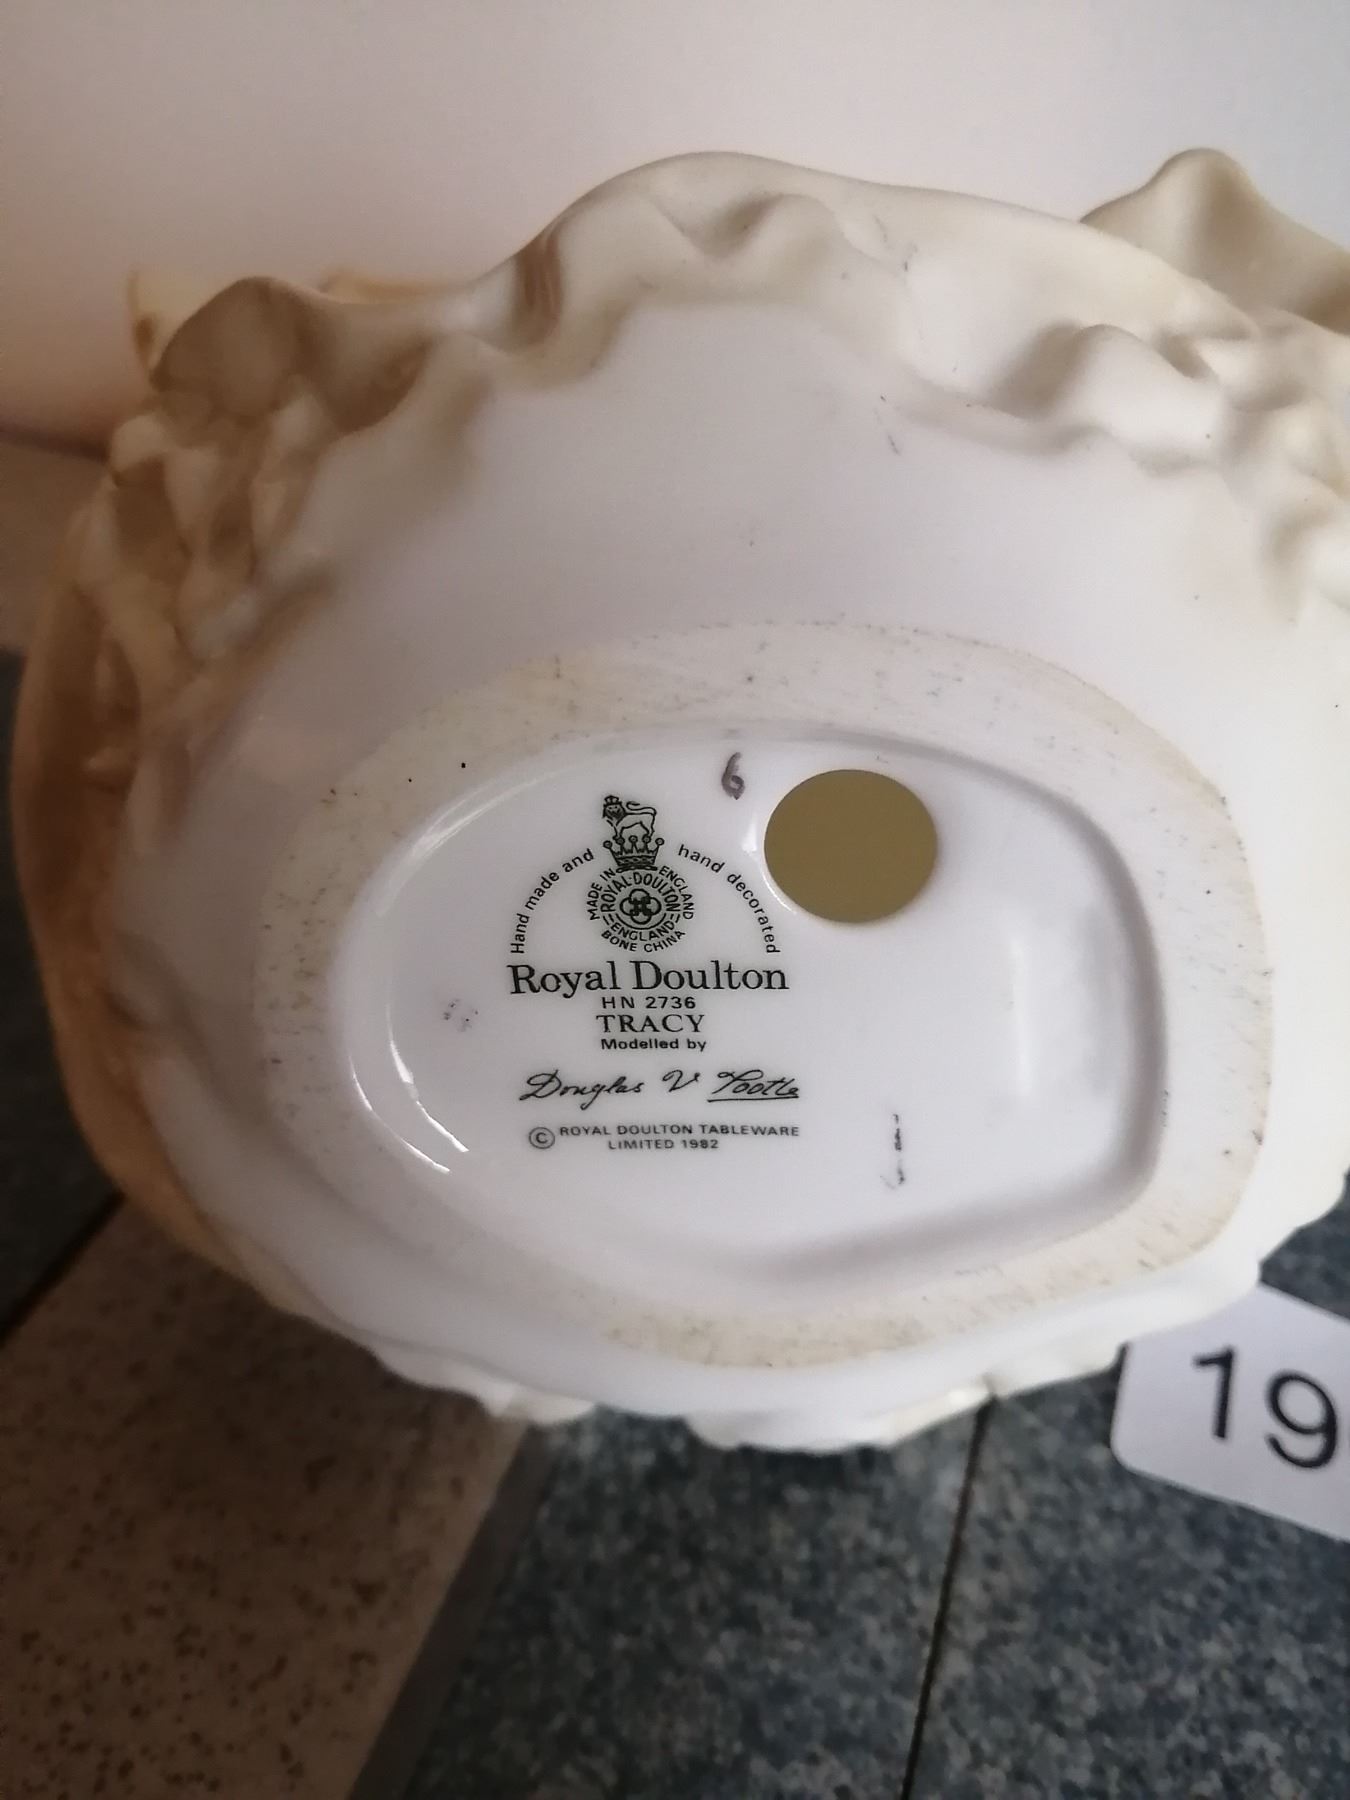 6
Hand made and hand decorated
MADE IN ENGLAND
ROYAL-DOULTON
ENGLAND
BONE CHINA
Royal Doulton
HN 2736
TRACY
Modelled by
Douglas V Tootle
© ROYAL DOULTON TABLEWARE
LIMITED 1982
19